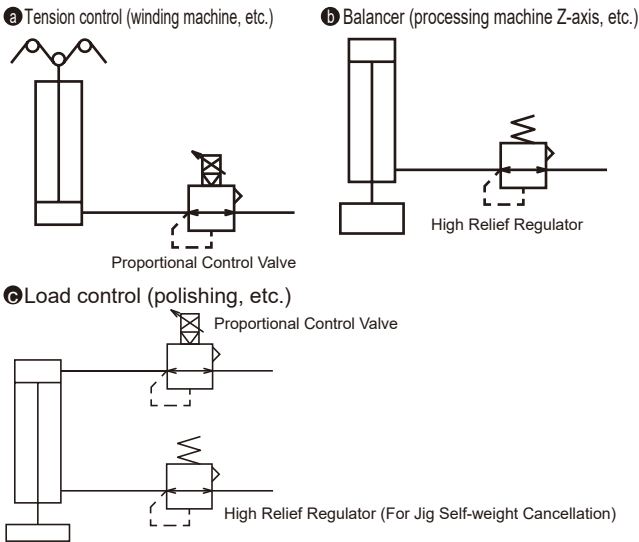 a Tension control (winding machine, etc.)
b Balancer (processing machine Z-axis, etc.)
Proportional Control Valve
High Relief Regulator
c Load control (polishing, etc.)
Proportional Control Valve
High Relief Regulator (For Jig Self-weight Cancellation)